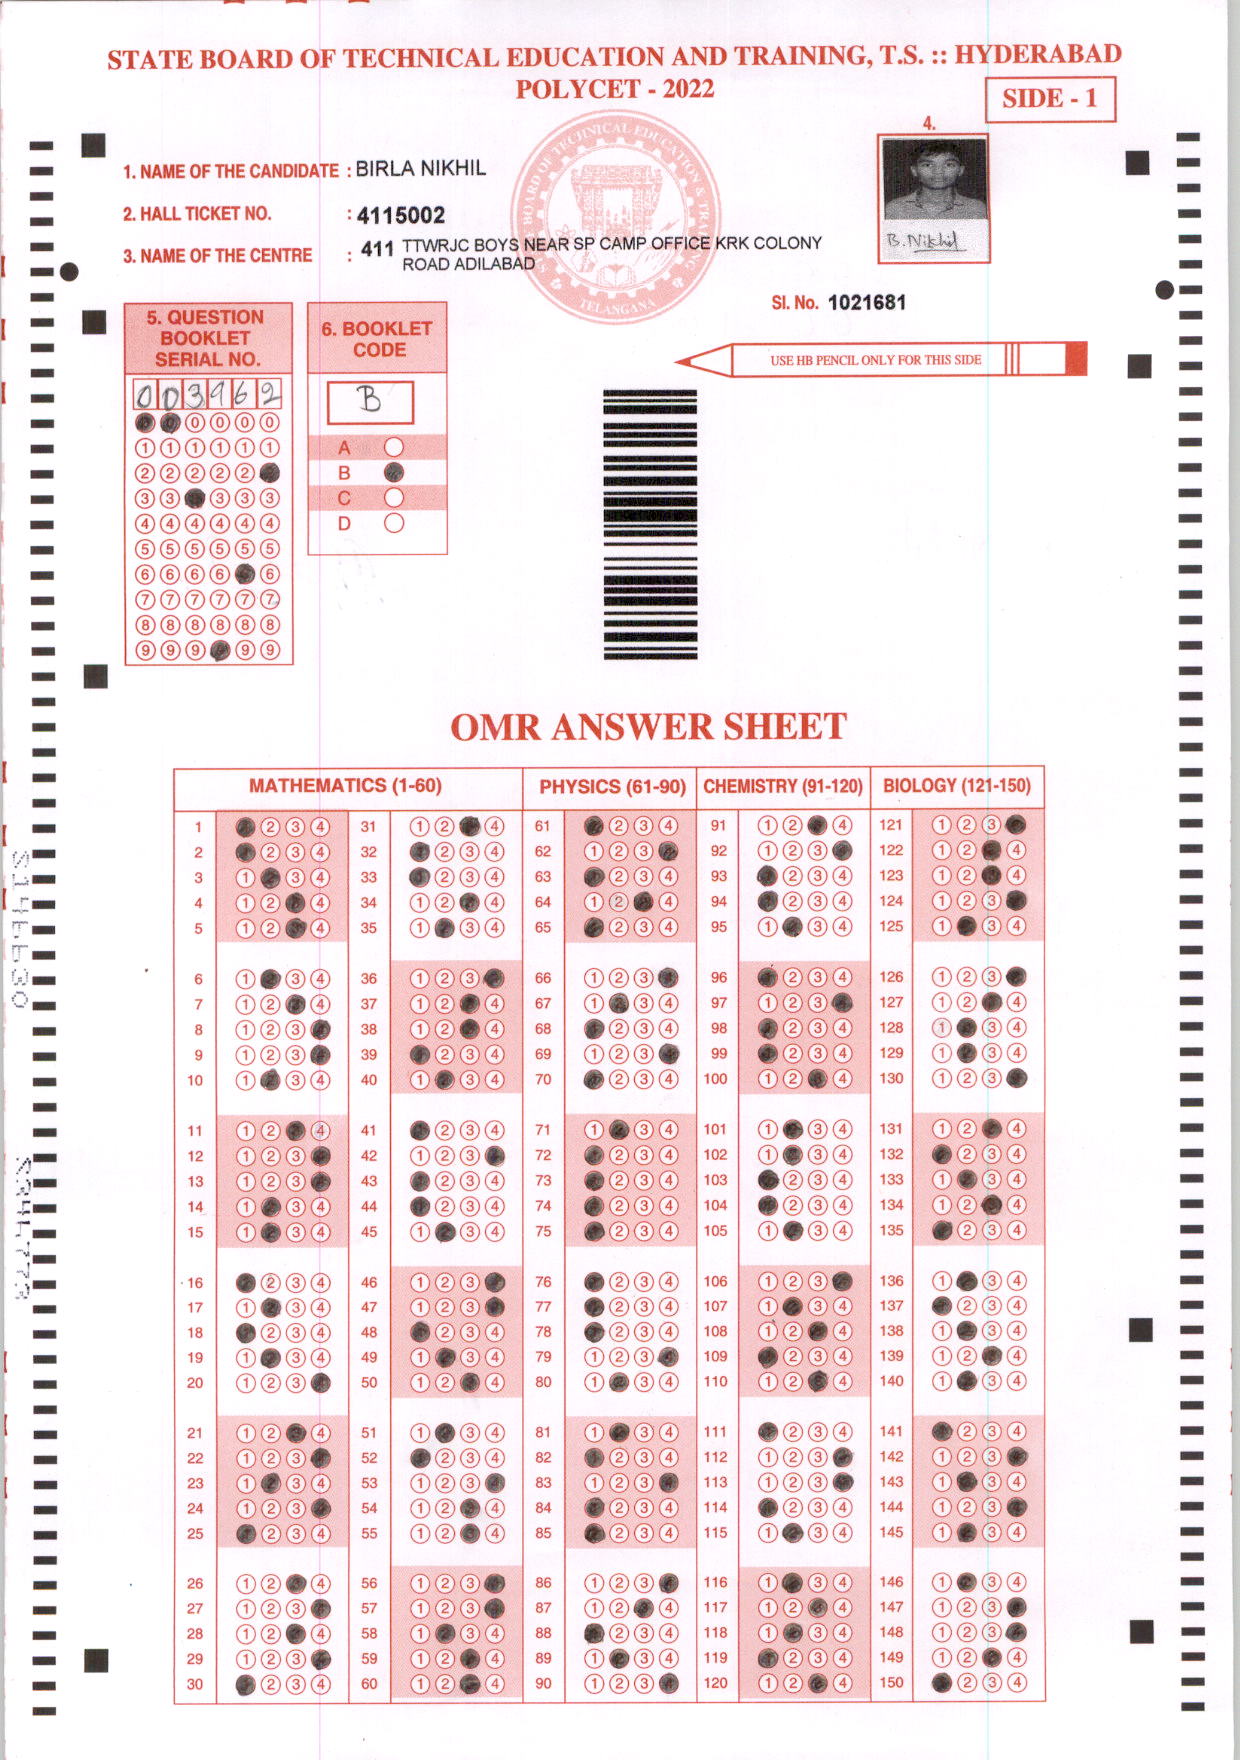 STATE BOARD OF TECHNICAL EDUCATION AND TRAINING, T.S. :: HYDERABAD
POLYCET - 2022
SIDE - 1
4.
1. NAME OF THE CANDIDATE : BIRLA NIKHIL
2. HALL TICKET NO. : 4115002
3. NAME OF THE CENTRE : 411 TTWRJC BOYS NEAR SP CAMP OFFICE KRK COLONY
ROAD ADILABAD
B.Nikhil
TELANGANA
Sl. No. 1021681
5. QUESTION BOOKLET SERIAL NO.
003962
6. BOOKLET CODE
B
A
B
C
D
USE HB PENCIL ONLY FOR THIS SIDE
OMR ANSWER SHEET
MATHEMATICS (1-60) PHYSICS (61-90) CHEMISTRY (91-120) BIOLOGY (121-150)
1 31 61 91 121
2 32 62 92 122
3 33 63 93 123
4 34 64 94 124
5 35 65 95 125
6 36 66 96 126
7 37 67 97 127
8 38 68 98 128
9 39 69 99 129
10 40 70 100 130
11 41 71 101 131
12 42 72 102 132
13 43 73 103 133
14 44 74 104 134
15 45 75 105 135
16 46 76 106 136
17 47 77 107 137
18 48 78 108 138
19 49 79 109 139
20 50 80 110 140
21 51 81 111 141
22 52 82 112 142
23 53 83 113 143
24 54 84 114 144
25 55 85 115 145
26 56 86 116 146
27 57 87 117 147
28 58 88 118 148
29 59 89 119 149
30 60 90 120 150